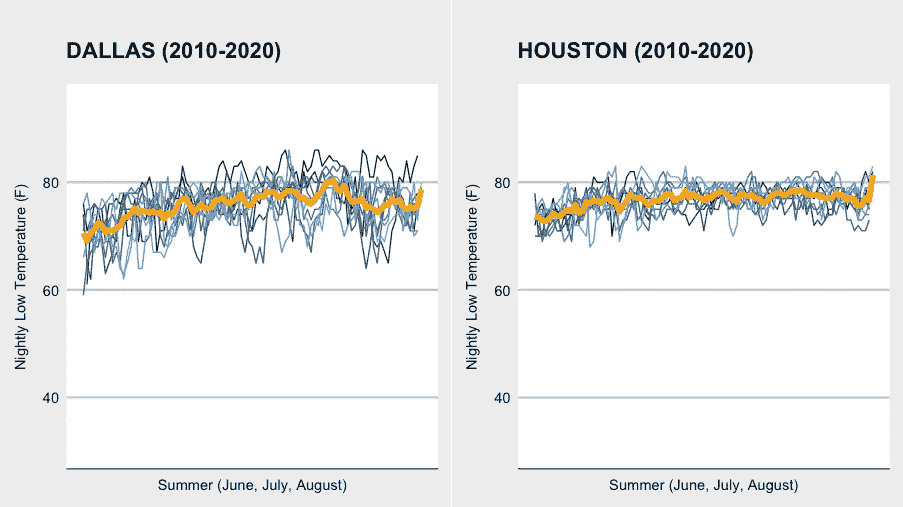 DALLAS (2010-2020)
Nightly Low Temperature (F)
80
60
40
Summer (June, July, August)
HOUSTON (2010-2020)
Nightly Low Temperature (F)
80
60
40
Summer (June, July, August)